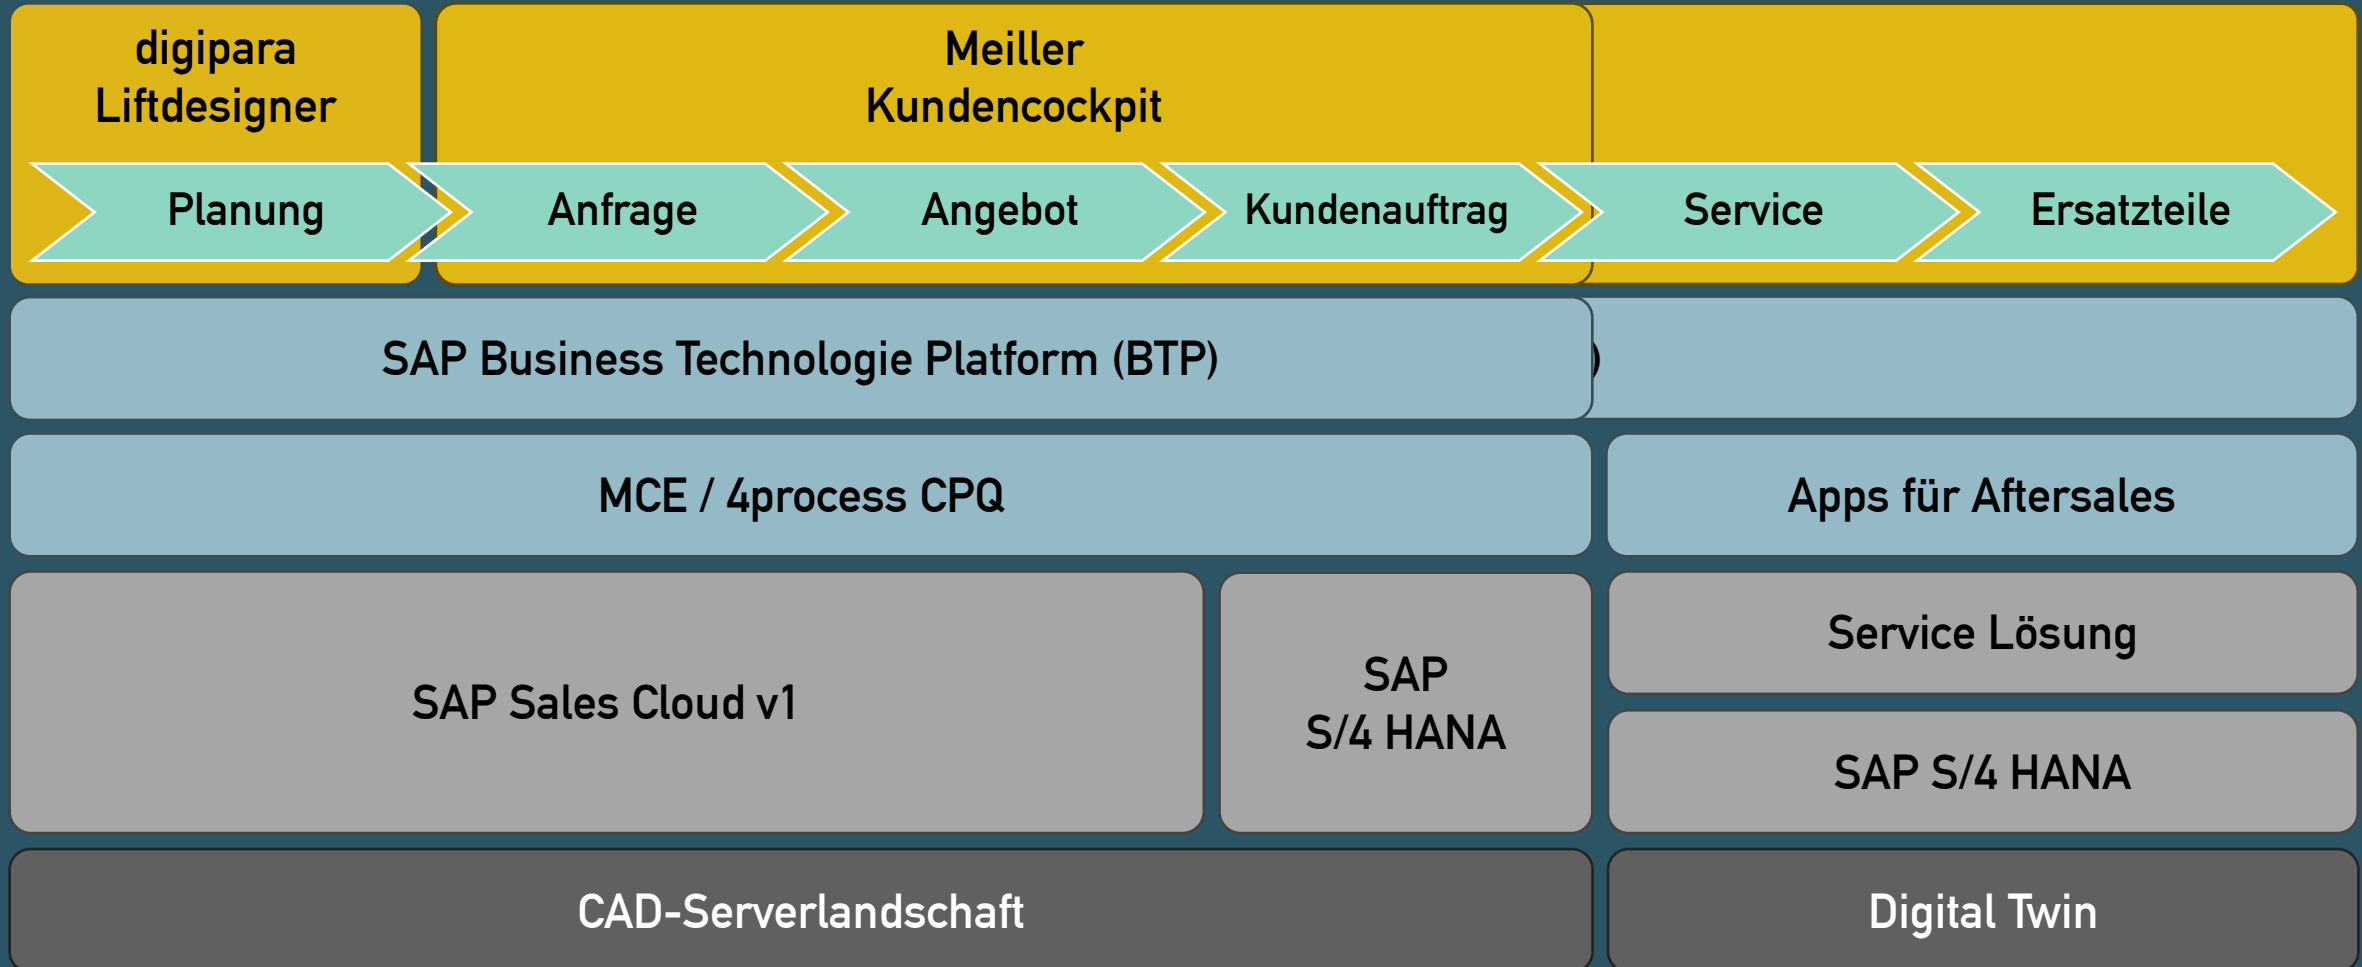 digipara
Liftdesigner
Meiller
Kundencockpit
Planung
Anfrage
Angebot
Kundenauftrag
Service
Ersatzteile
SAP Business Technologie Platform (BTP)
)
MCE / 4process CPQ
Apps für Aftersales
SAP Sales Cloud v1
SAP
S/4 HANA
Service Lösung
SAP S/4 HANA
CAD-Serverlandschaft
Digital Twin